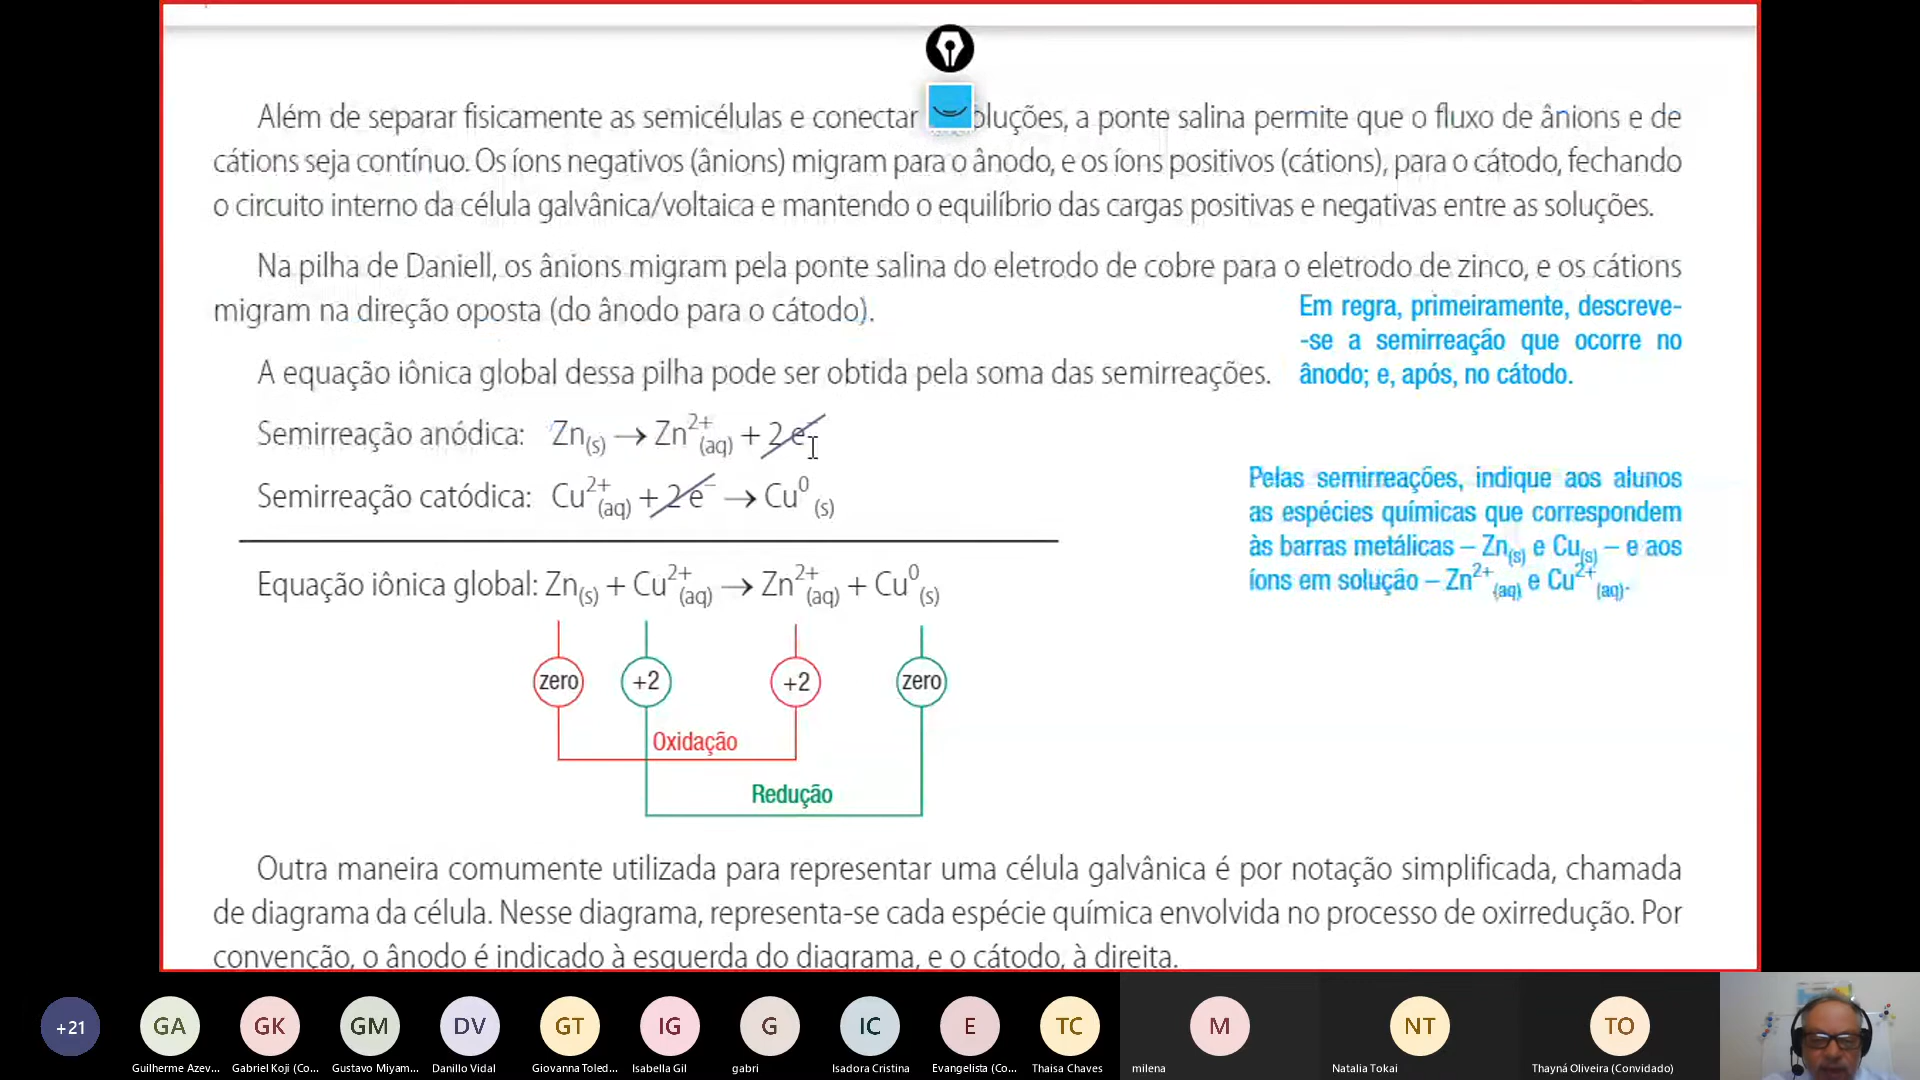 Além de separar fisicamente as semicélulas e conectar oluções, a ponte salina permite que o fluxo de ânions e de
cátions seja contínuo. Os íons negativos (ânions) migram para o ânodo, e os íons positivos (cátions), para o cátodo, fechando
o circuito interno da célula galvânica/voltaica e mantendo o equilíbrio das cargas positivas e negativas entre as soluções.
Na pilha de Daniell, os ânions migram pela ponte salina do eletrodo de cobre para o eletrodo de zinco, e os cátions
migram na direção oposta (do ânodo para o cátodo).
Em regra, primeiramente, descreve-
-se a semirreação que ocorre no
ânodo; e, após, no cátodo.
A equação iônica global dessa pilha pode ser obtida pela soma das semirreações.
Semirreação anódica: Zn(s) → Zn2+(aq) + 2 e-
Semirreação catódica: Cu2+(aq) + 2 e- → Cu0(s)
Pelas semirreações, indique aos alunos
as espécies químicas que correspondem
às barras metálicas – Zn(s) e Cu(s) – e aos
íons em solução – Zn2+(aq) e Cu2+(aq).
Equação iônica global: Zn(s) + Cu2+(aq) → Zn2+(aq) + Cu0(s)
zero +2 +2 zero
Oxidação
Redução
Outra maneira comumente utilizada para representar uma célula galvânica é por notação simplificada, chamada
de diagrama da célula. Nesse diagrama, representa-se cada espécie química envolvida no processo de oxirredução. Por
convenção, o ânodo é indicado à esquerda do diagrama, e o cátodo, à direita.
+21 GA GK GM DV GT IG G IC E TC M NT TO
Guilherme Azev... Gabriel Koji (Co... Gustavo Miyam... Danillo Vidal Giovanna Toled... Isabella Gil gabri Isadora Cristina Evangelista (Co... Thaisa Chaves milena Natalia Tokai Thayná Oliveira (Convidado)